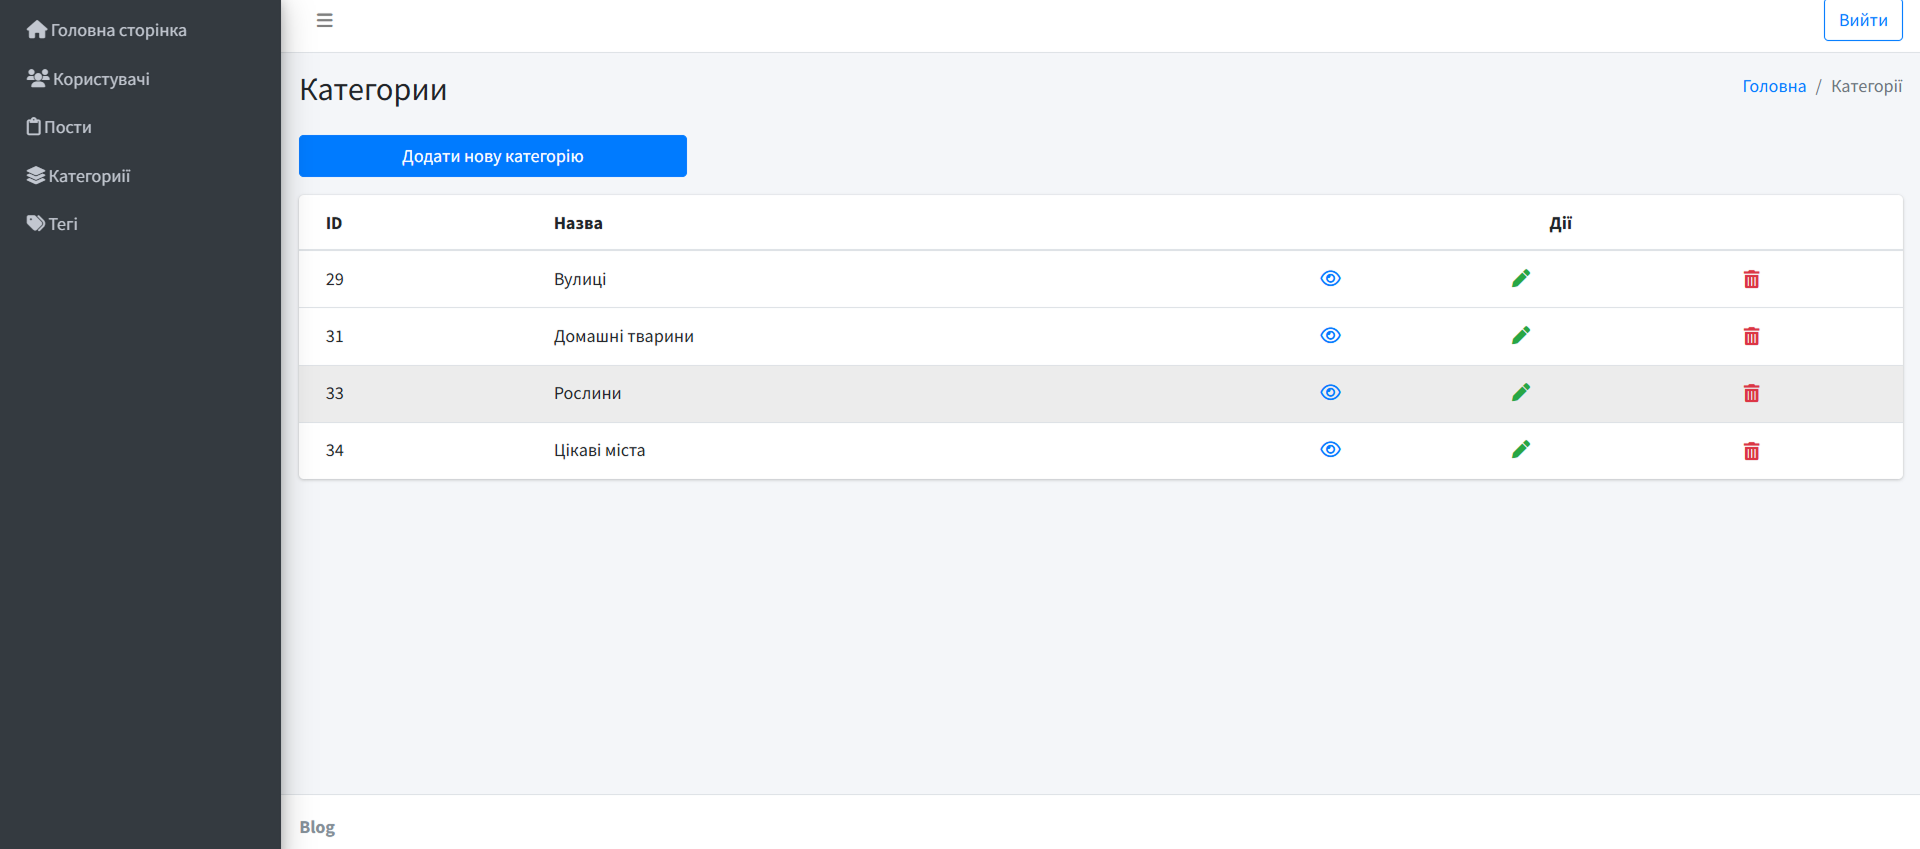 Головна сторінка
Користувачі
Пости
Категориії
Тегі
Вийти
Категории
Головна / Категорії
Додати нову категорію
ID Назва Дії
29 Вулиці
31 Домашні тварини
33 Рослини
34 Цікаві міста
Blog